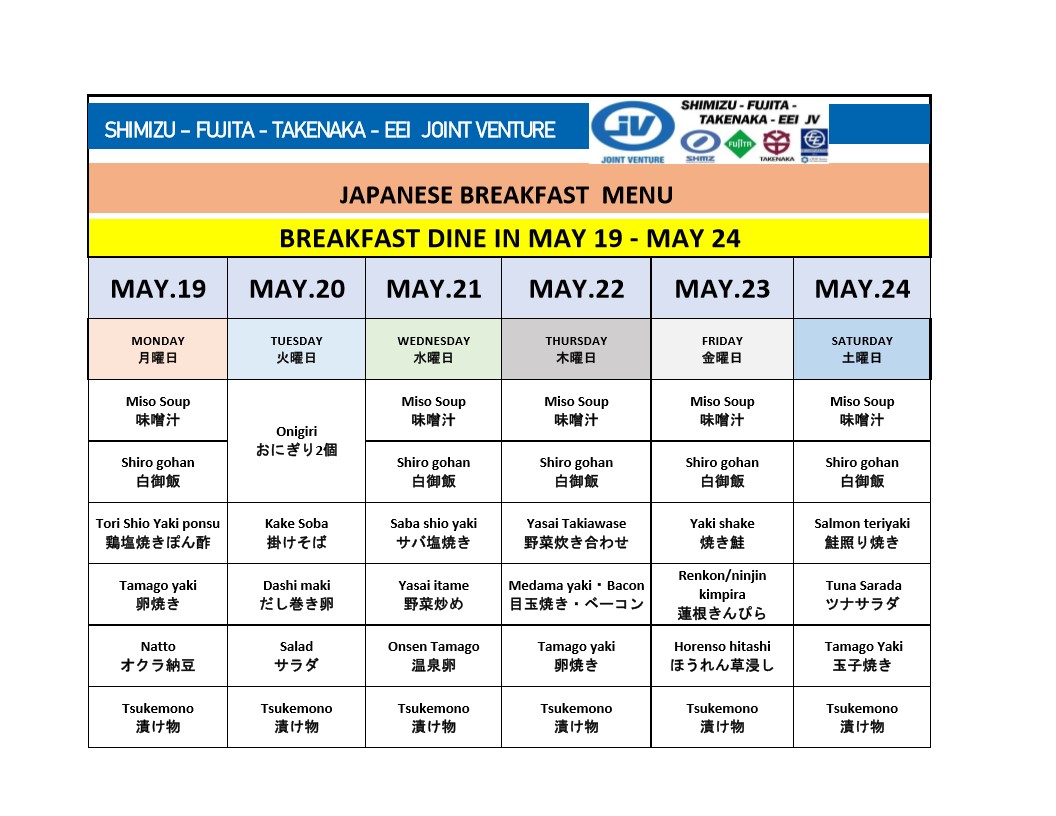 SHIMIZU – FUJITA - TAKENAKA - EEI JOINT VENTURE
JV
JOINT VENTURE
SHIMIZU - FUJITA -
TAKENAKA - EEI JV
SHMZ
FUJITA
TAKENAKA
JAPANESE BREAKFAST MENU
BREAKFAST DINE IN MAY 19 - MAY 24
MAY.19 MAY.20 MAY.21 MAY.22 MAY.23 MAY.24
MONDAY TUESDAY WEDNESDAY THURSDAY FRIDAY SATURDAY
月曜日 火曜日 水曜日 木曜日 金曜日 土曜日
Miso Soup Miso Soup Miso Soup Miso Soup Miso Soup
味噌汁 味噌汁 味噌汁 味噌汁 味噌汁
Onigiri
おにぎり2個
Shiro gohan Shiro gohan Shiro gohan Shiro gohan Shiro gohan
白御飯 白御飯 白御飯 白御飯 白御飯
Tori Shio Yaki ponsu Kake Soba Saba shio yaki Yasai Takiawase Yaki shake Salmon teriyaki
鶏塩焼きぽん酢 掛けそば サバ塩焼き 野菜炊き合わせ 焼き鮭 鮭照り焼き
Tamago yaki Dashi maki Yasai itame Medama yaki・Bacon Renkon/ninjin kimpira Tuna Sarada
卵焼き だし巻き卵 野菜炒め 目玉焼き・ベーコン 蓮根きんぴら ツナサラダ
Natto Salad Onsen Tamago Tamago yaki Horenso hitashi Tamago Yaki
オクラ納豆 サラダ 温泉卵 卵焼き ほうれん草浸し 玉子焼き
Tsukemono Tsukemono Tsukemono Tsukemono Tsukemono Tsukemono
漬け物 漬け物 漬け物 漬け物 漬け物 漬け物